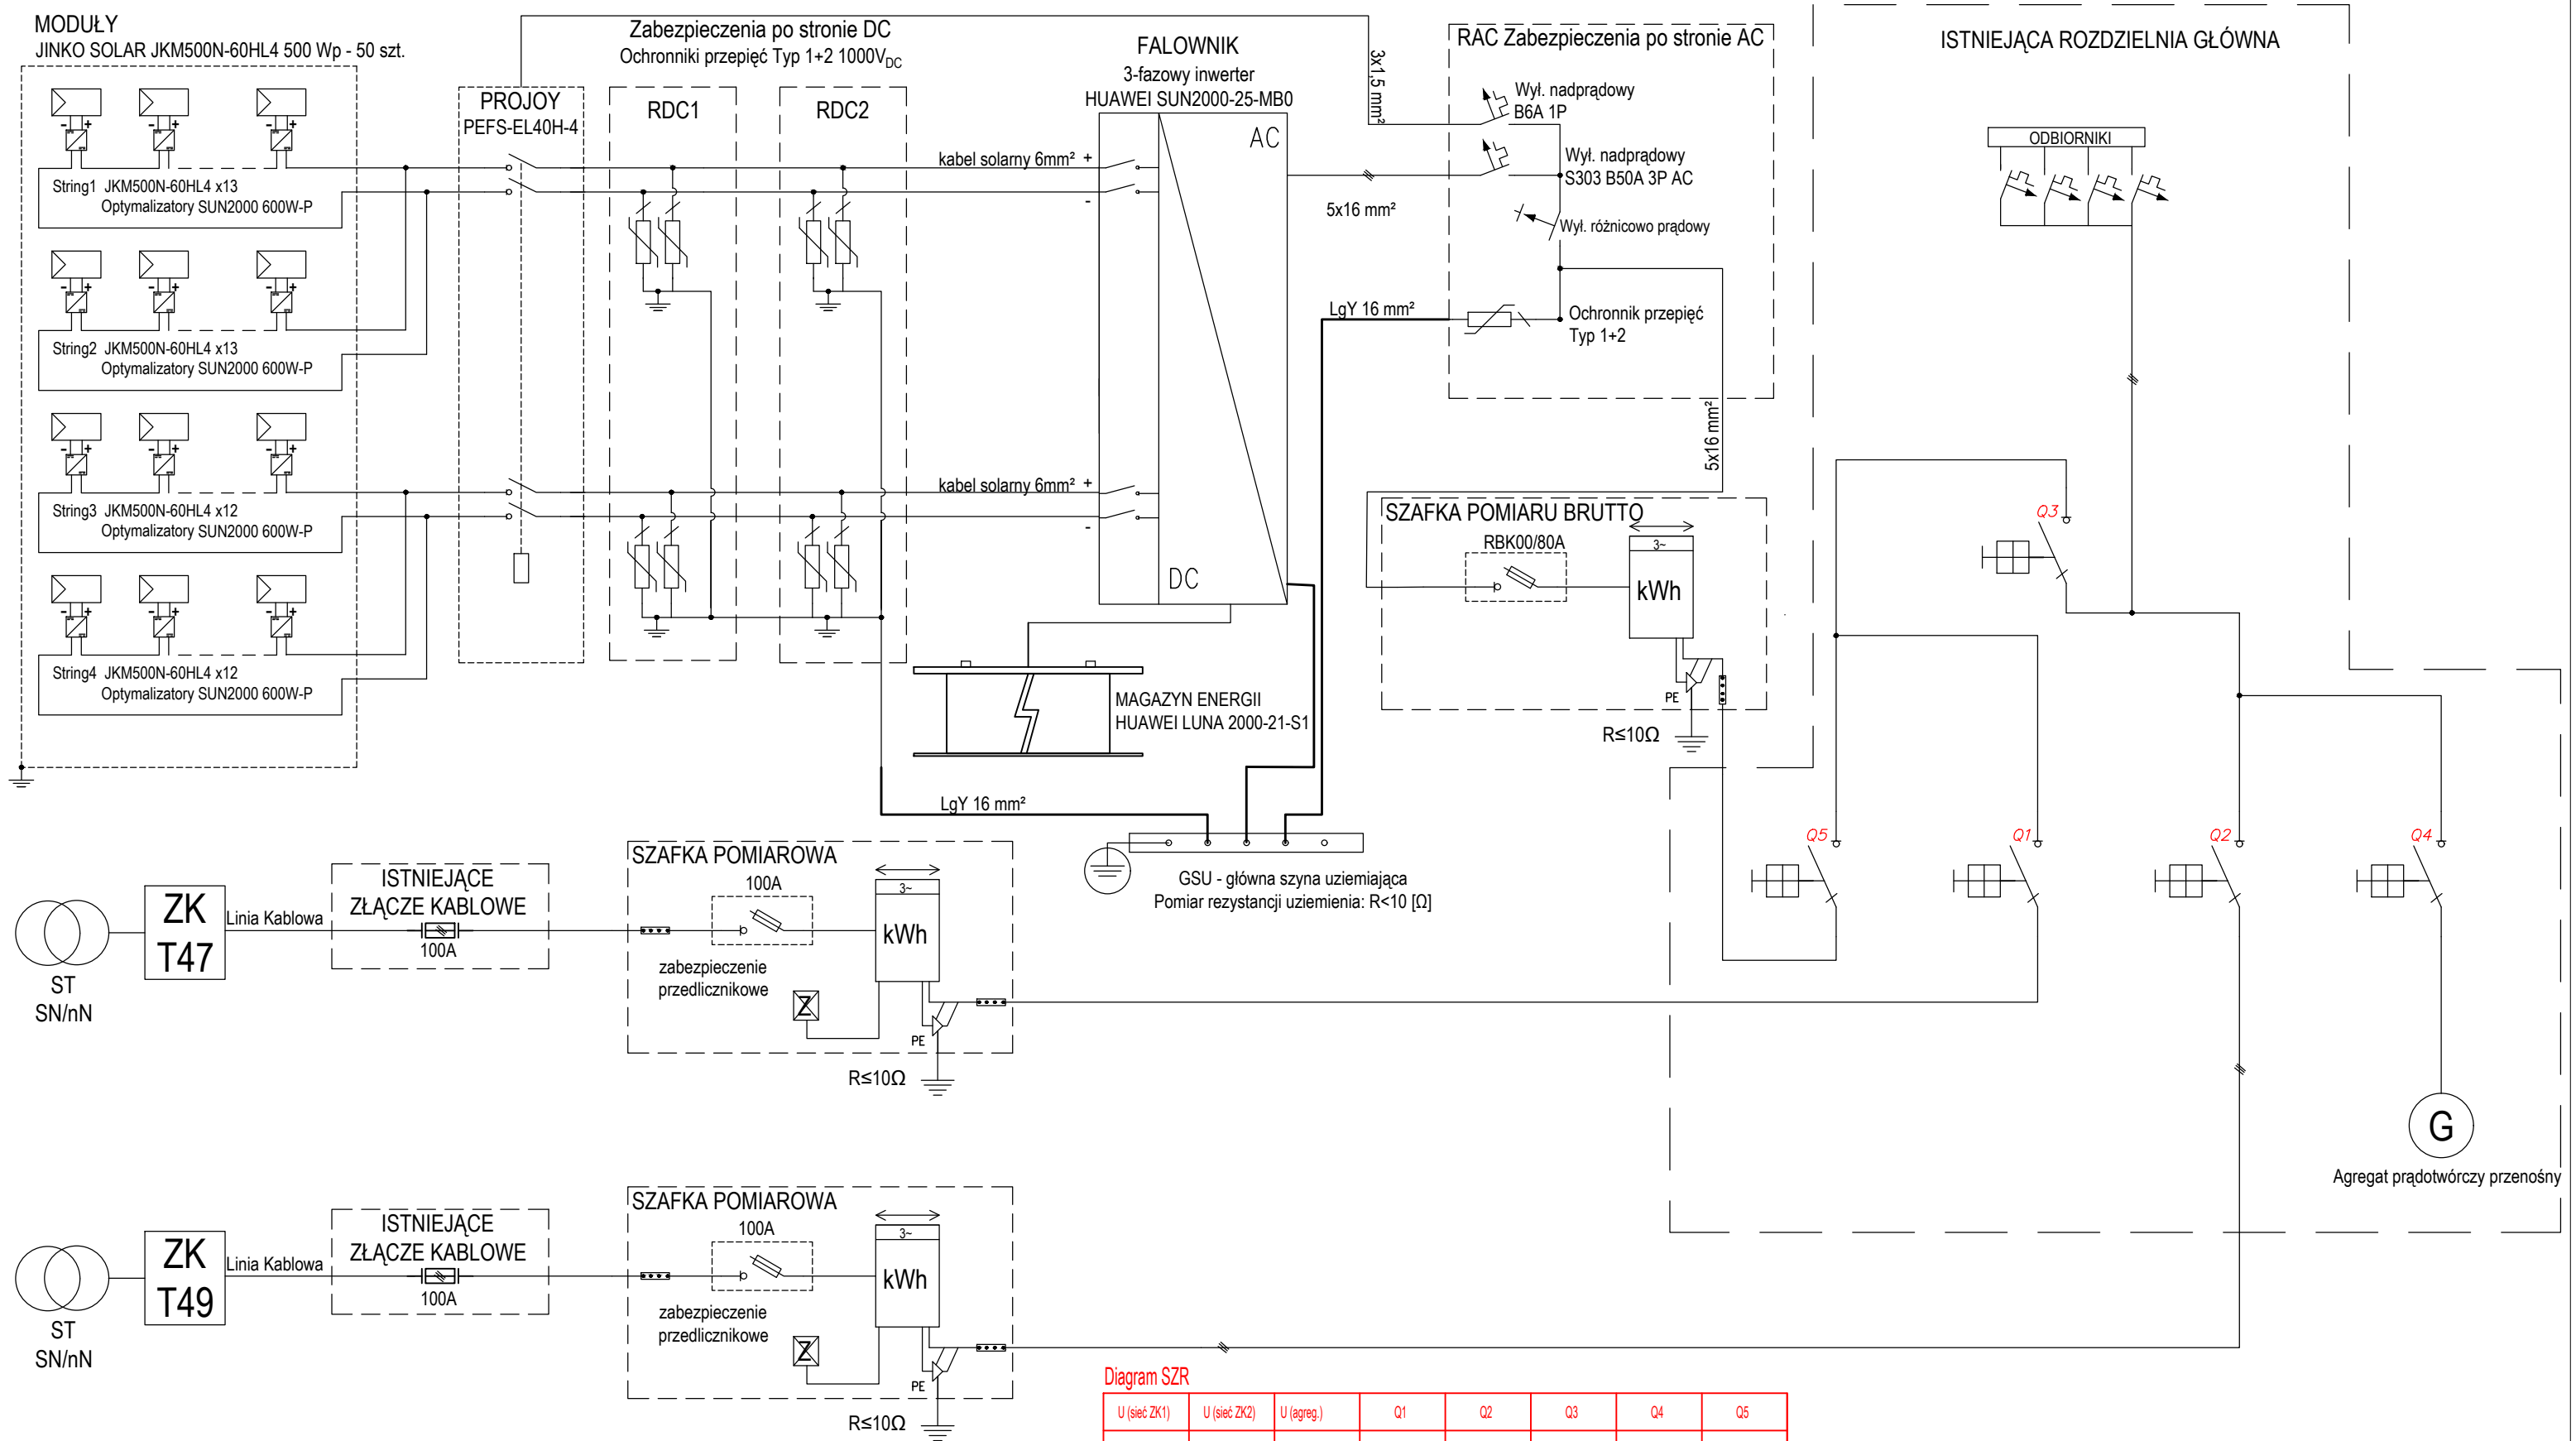 MODUŁY
JINKO SOLAR JKM500N-60HL4 500 Wp - 50 szt.
String1 JKM500N-60HL4 x13
Optymalizatory SUN2000 600W-P
String2 JKM500N-60HL4 x13
Optymalizatory SUN2000 600W-P
String3 JKM500N-60HL4 x12
Optymalizatory SUN2000 600W-P
String4 JKM500N-60HL4 x12
Optymalizatory SUN2000 600W-P
PROJOY
PEFS-EL40H-4
Zabezpieczenia po stronie DC
Ochronniki przepięć Typ 1+2 1000V_DC
RDC1
RDC2
kabel solarny 6mm² +
-
kabel solarny 6mm² +
-
FALOWNIK
3-fazowy inwerter
HUAWEI SUN2000-25-MB0
AC
DC
MAGAZYN ENERGII
HUAWEI LUNA 2000-21-S1
3x1,5 mm²
5x16 mm²
RAC Zabezpieczenia po stronie AC
Wył. nadprądowy
B6A 1P
Wył. nadprądowy
S303 B50A 3P AC
Wył. różnicowo prądowy
LgY 16 mm²
Ochronnik przepięć
Typ 1+2
5x16 mm²
SZAFKA POMIARU BRUTTO
RBK00/80A
3~
kWh
PE
R≤10Ω
LgY 16 mm²
GSU - główna szyna uziemiająca
Pomiar rezystancji uziemienia: R<10 [Ω]
ISTNIEJĄCA ROZDZIELNIA GŁÓWNA
ODBIORNIKI
Q3
Q5
Q1
Q2
Q4
G
Agregat prądotwórczy przenośny
ST
SN/nN
ZK
T47
Linia Kablowa
ISTNIEJĄCE
ZŁĄCZE KABLOWE
100A
SZAFKA POMIAROWA
100A
zabezpieczenie
przedlicznikowe
3~
kWh
Z
PE
R≤10Ω
ST
SN/nN
ZK
T49
Linia Kablowa
ISTNIEJĄCE
ZŁĄCZE KABLOWE
100A
SZAFKA POMIAROWA
100A
zabezpieczenie
przedlicznikowe
3~
kWh
Z
PE
R≤10Ω
Diagram SZR
U (sieć ZK1) U (sieć ZK2) U (agreg.) Q1 Q2 Q3 Q4 Q5